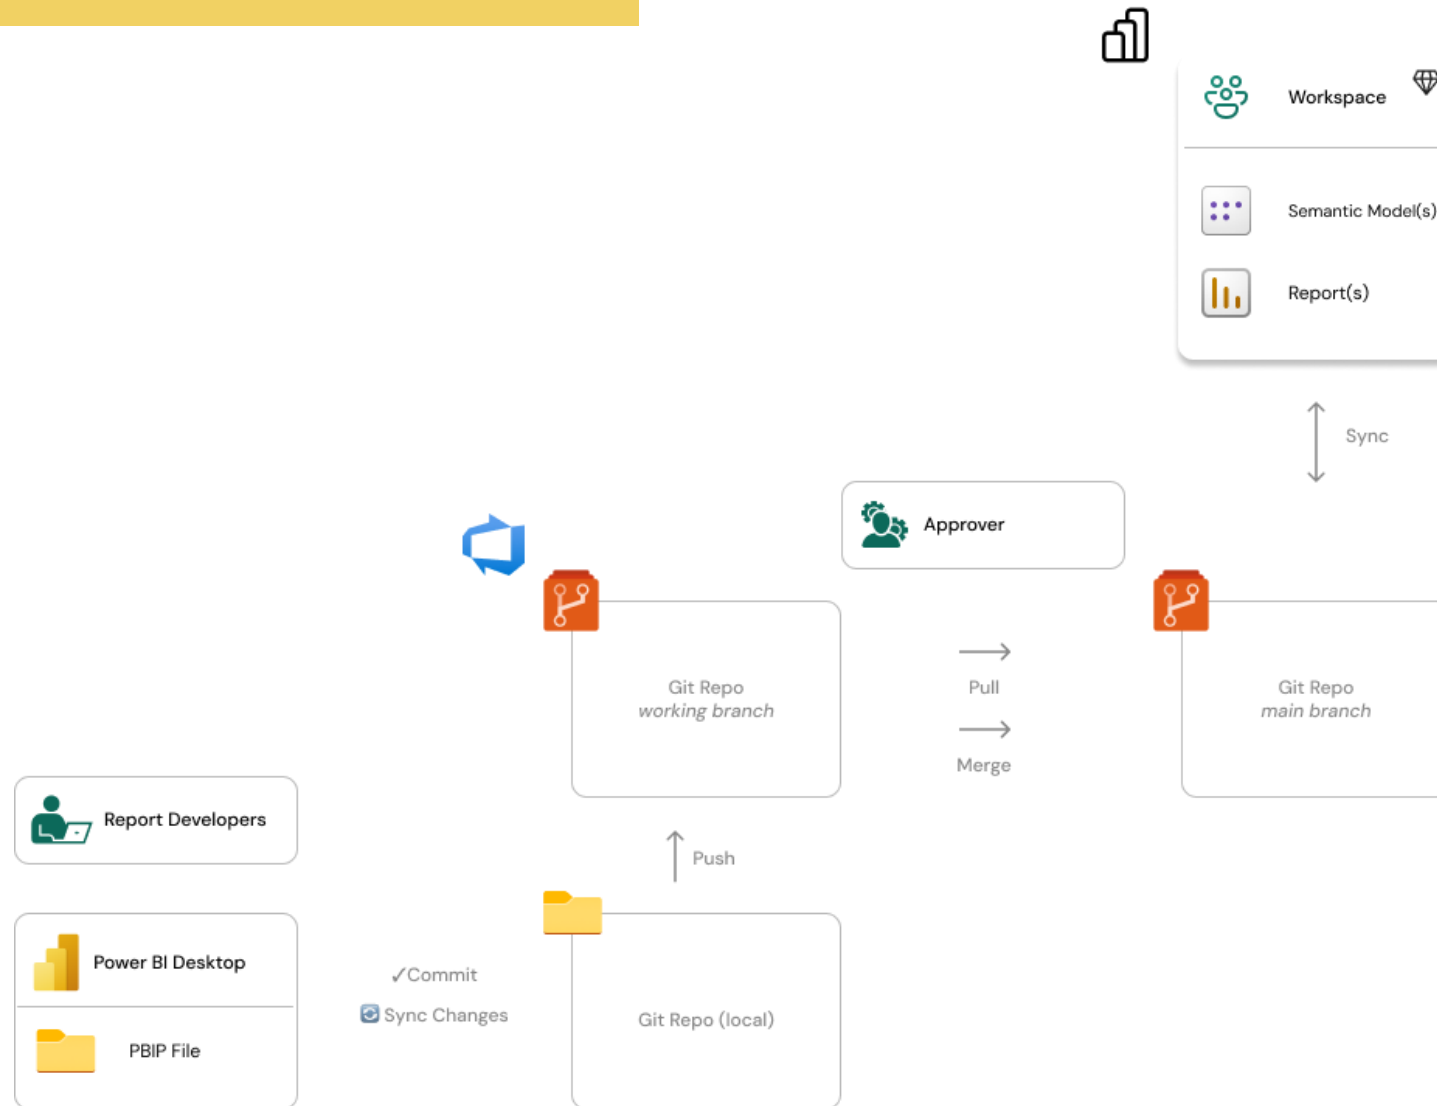 Workspace
Semantic Model(s)
Report(s)
Sync
Approver
Git Repo
working branch
Pull
Merge
Git Repo
main branch
Report Developers
Push
Power BI Desktop
✓Commit
Sync Changes
Git Repo (local)
PBIP File